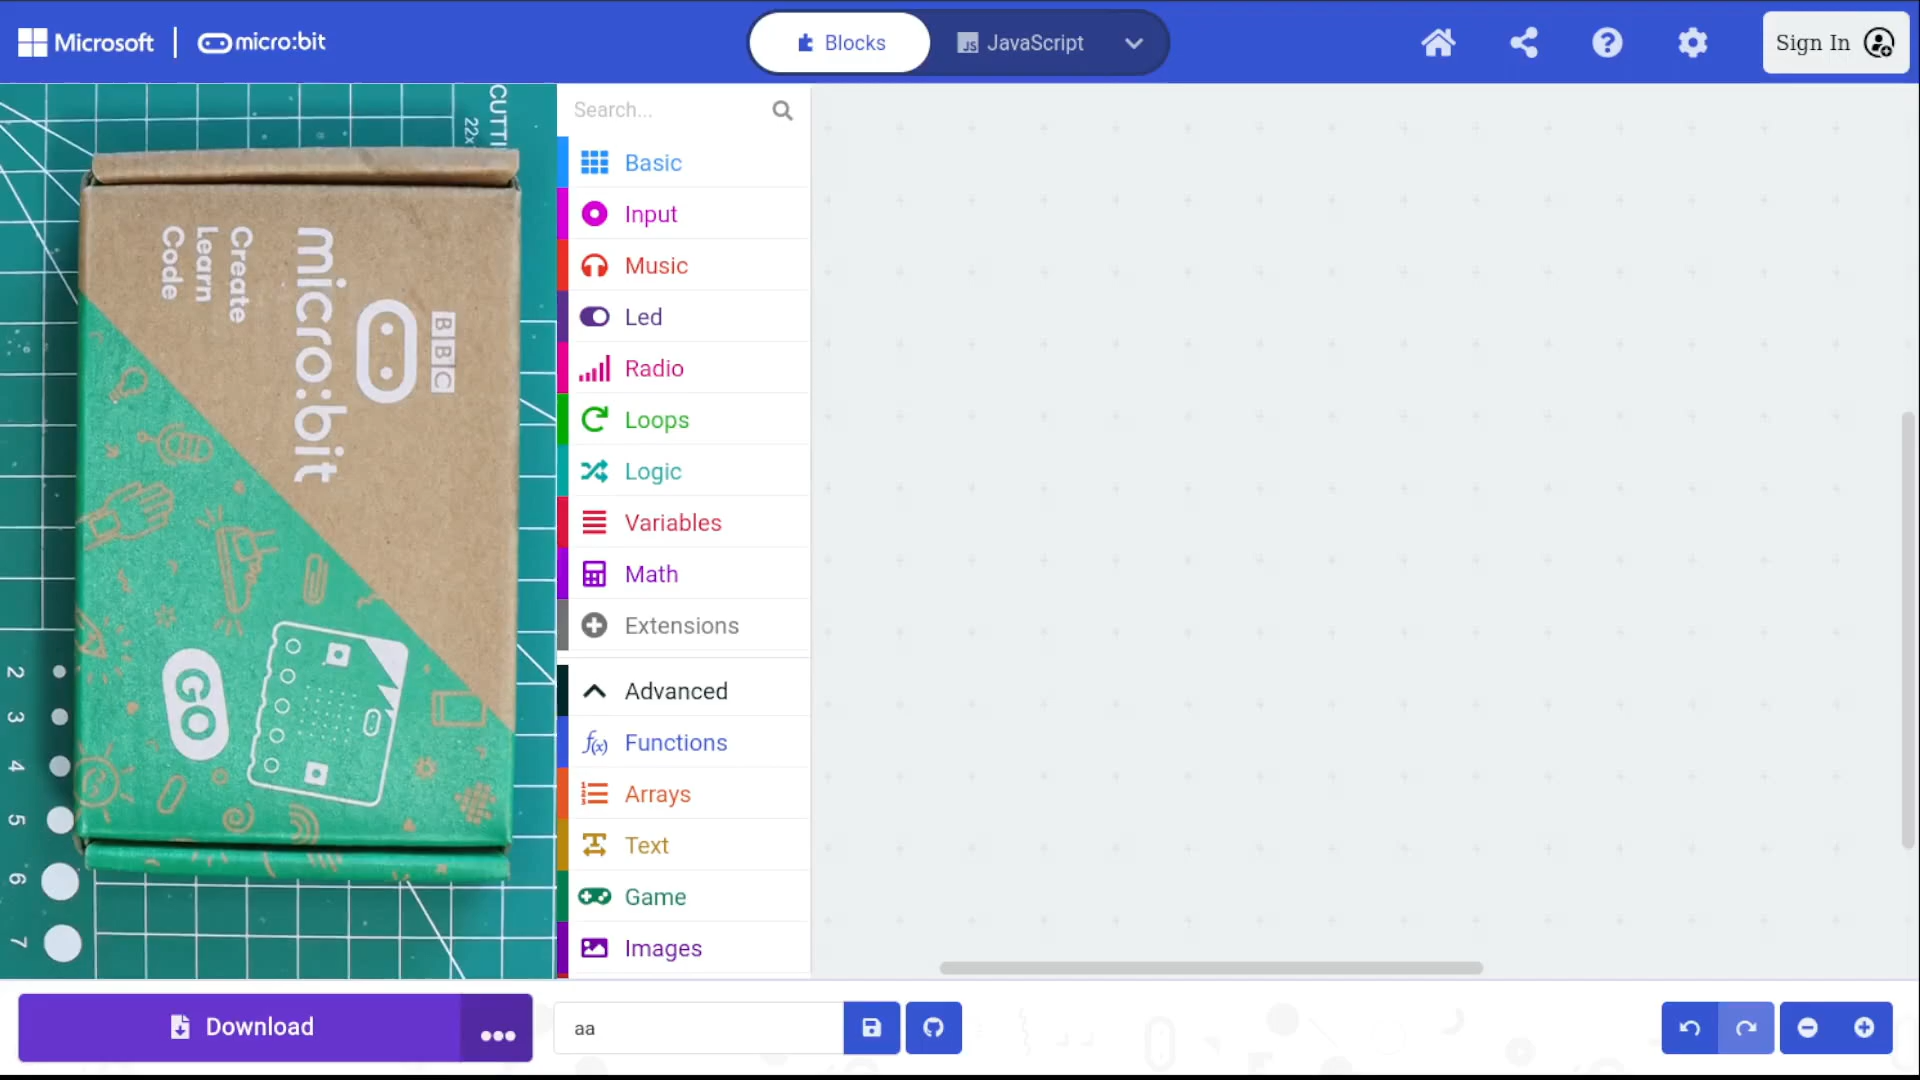 Microsoft
micro:bit
Blocks
JavaScript
Sign In
CUTTI
22x
Create
Learn
Code
micro:bit
BBC
GO
2
3
4
5
6
7
Search...
Basic
Input
Music
Led
Radio
Loops
Logic
Variables
Math
Extensions
Advanced
Functions
Arrays
Text
Game
Images
Download
aa